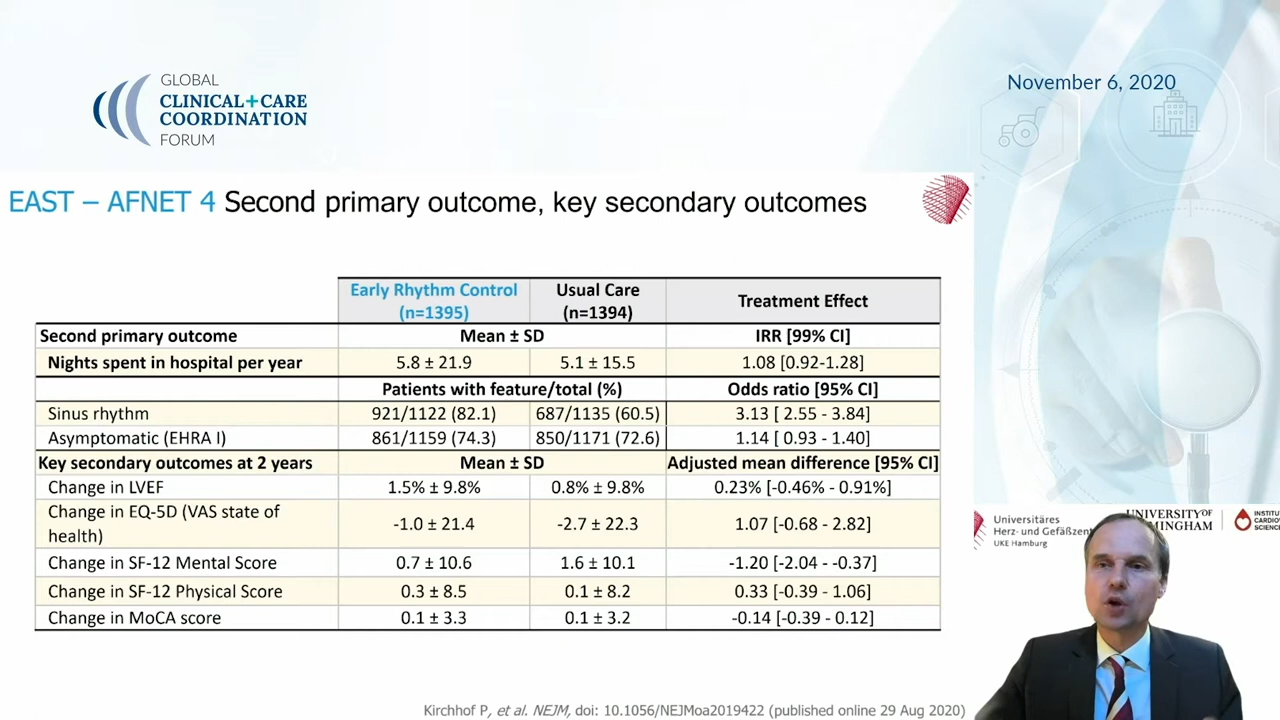 GLOBAL
CLINICAL+CARE
COORDINATION
FORUM
November 6, 2020
EAST – AFNET 4 Second primary outcome, key secondary outcomes
Early Rhythm Control (n=1395) Usual Care (n=1394) Treatment Effect
Second primary outcome Mean ± SD IRR [99% CI]
Nights spent in hospital per year 5.8 ± 21.9 5.1 ± 15.5 1.08 [0.92-1.28]
Patients with feature/total (%) Odds ratio [95% CI]
Sinus rhythm 921/1122 (82.1) 687/1135 (60.5) 3.13 [ 2.55 - 3.84]
Asymptomatic (EHRA I) 861/1159 (74.3) 850/1171 (72.6) 1.14 [ 0.93 - 1.40]
Key secondary outcomes at 2 years Mean ± SD Adjusted mean difference [95% CI]
Change in LVEF 1.5% ± 9.8% 0.8% ± 9.8% 0.23% [-0.46% - 0.91%]
Change in EQ-5D (VAS state of health) -1.0 ± 21.4 -2.7 ± 22.3 1.07 [-0.68 - 2.82]
Change in SF-12 Mental Score 0.7 ± 10.6 1.6 ± 10.1 -1.20 [-2.04 - -0.37]
Change in SF-12 Physical Score 0.3 ± 8.5 0.1 ± 8.2 0.33 [-0.39 - 1.06]
Change in MoCA score 0.1 ± 3.3 0.1 ± 3.2 -0.14 [-0.39 - 0.12]
Kirchhof P, et al. NEJM, doi: 10.1056/NEJMoa2019422 (published online 29 Aug 2020)
Universitäres
Herz- und Gefäßzent
UKE Hamburg
UNIVERSITY OF
MINGHAM
INSTIT
CARDIO
SCIENC